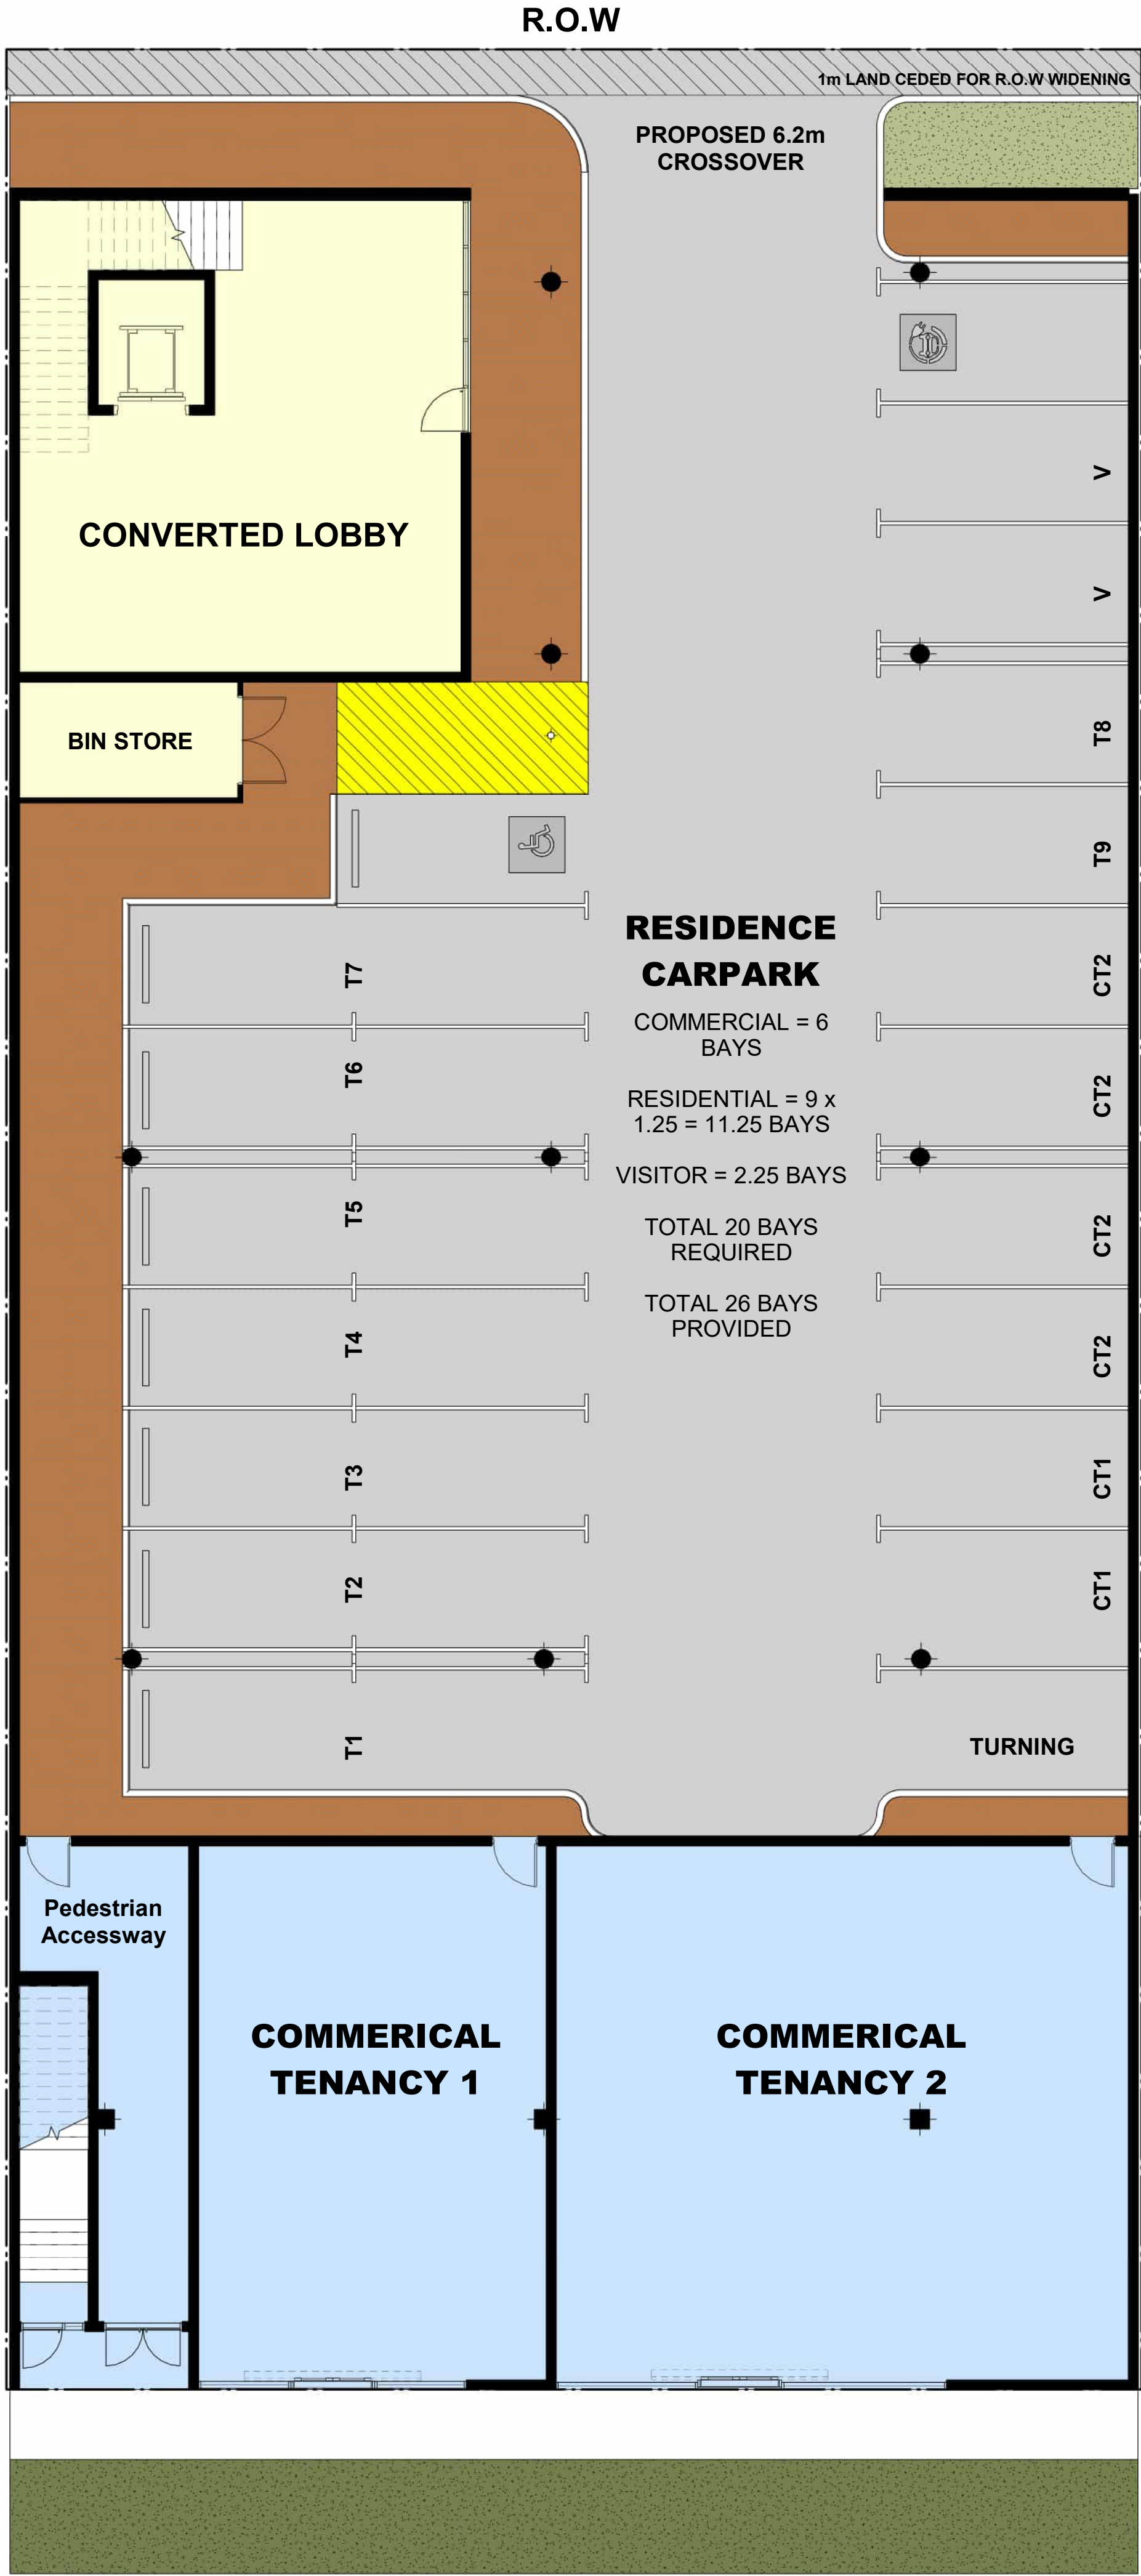 R.O.W
1m LAND CEDED FOR R.O.W WIDENING
PROPOSED 6.2m
CROSSOVER
CONVERTED LOBBY
BIN STORE
V
V
T8
T9
CT2
CT2
CT2
CT2
CT1
CT1
TURNING
T7
T6
T5
T4
T3
T2
T1
RESIDENCE
CARPARK
COMMERCIAL = 6
BAYS
RESIDENTIAL = 9 x
1.25 = 11.25 BAYS
VISITOR = 2.25 BAYS
TOTAL 20 BAYS
REQUIRED
TOTAL 26 BAYS
PROVIDED
Pedestrian
Accessway
COMMERICAL
TENANCY 1
COMMERICAL
TENANCY 2